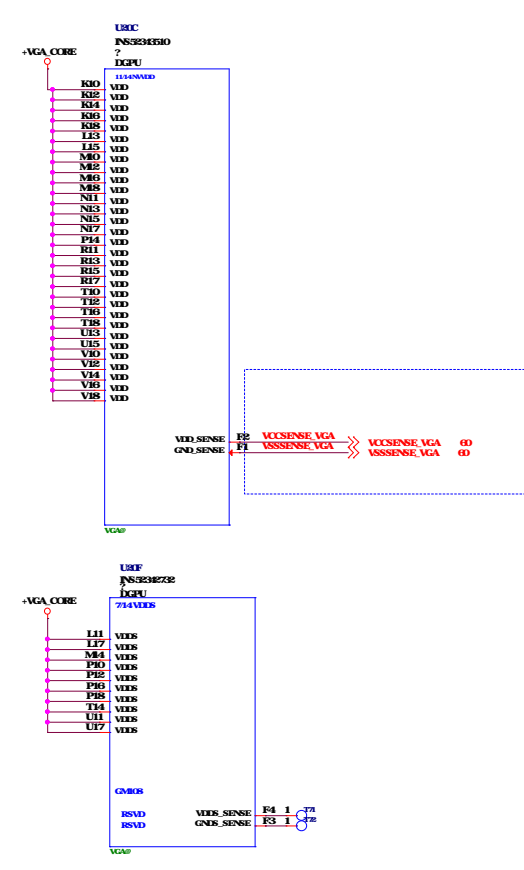 U20C
INS52343510
+VGA_CORE
?
DGPU
11/14 NVVDD
K10 VDD
K12 VDD
K14 VDD
K16 VDD
K18 VDD
L13 VDD
L15 VDD
M10 VDD
M12 VDD
M16 VDD
M18 VDD
N11 VDD
N13 VDD
N15 VDD
N17 VDD
P14 VDD
R11 VDD
R13 VDD
R15 VDD
R17 VDD
T10 VDD
T12 VDD
T16 VDD
T18 VDD
U13 VDD
U15 VDD
V10 VDD
V12 VDD
V14 VDD
V16 VDD
V18 VDD
VDD_SENSE F2 VCCSENSE_VGA VCCSENSE_VGA 60
GND_SENSE F1 VSSSENSE_VGA VSSSENSE_VGA 60
VGA@
U20F
INS52342732
?
DGPU
+VGA_CORE
7/14 VDDS
L11 VDDS
L17 VDDS
M14 VDDS
P10 VDDS
P12 VDDS
P16 VDDS
P18 VDDS
T14 VDDS
U11 VDDS
U17 VDDS
GM108
RSVD VDDS_SENSE F4 1 T71
RSVD GNDS_SENSE F3 1 T72
VGA@